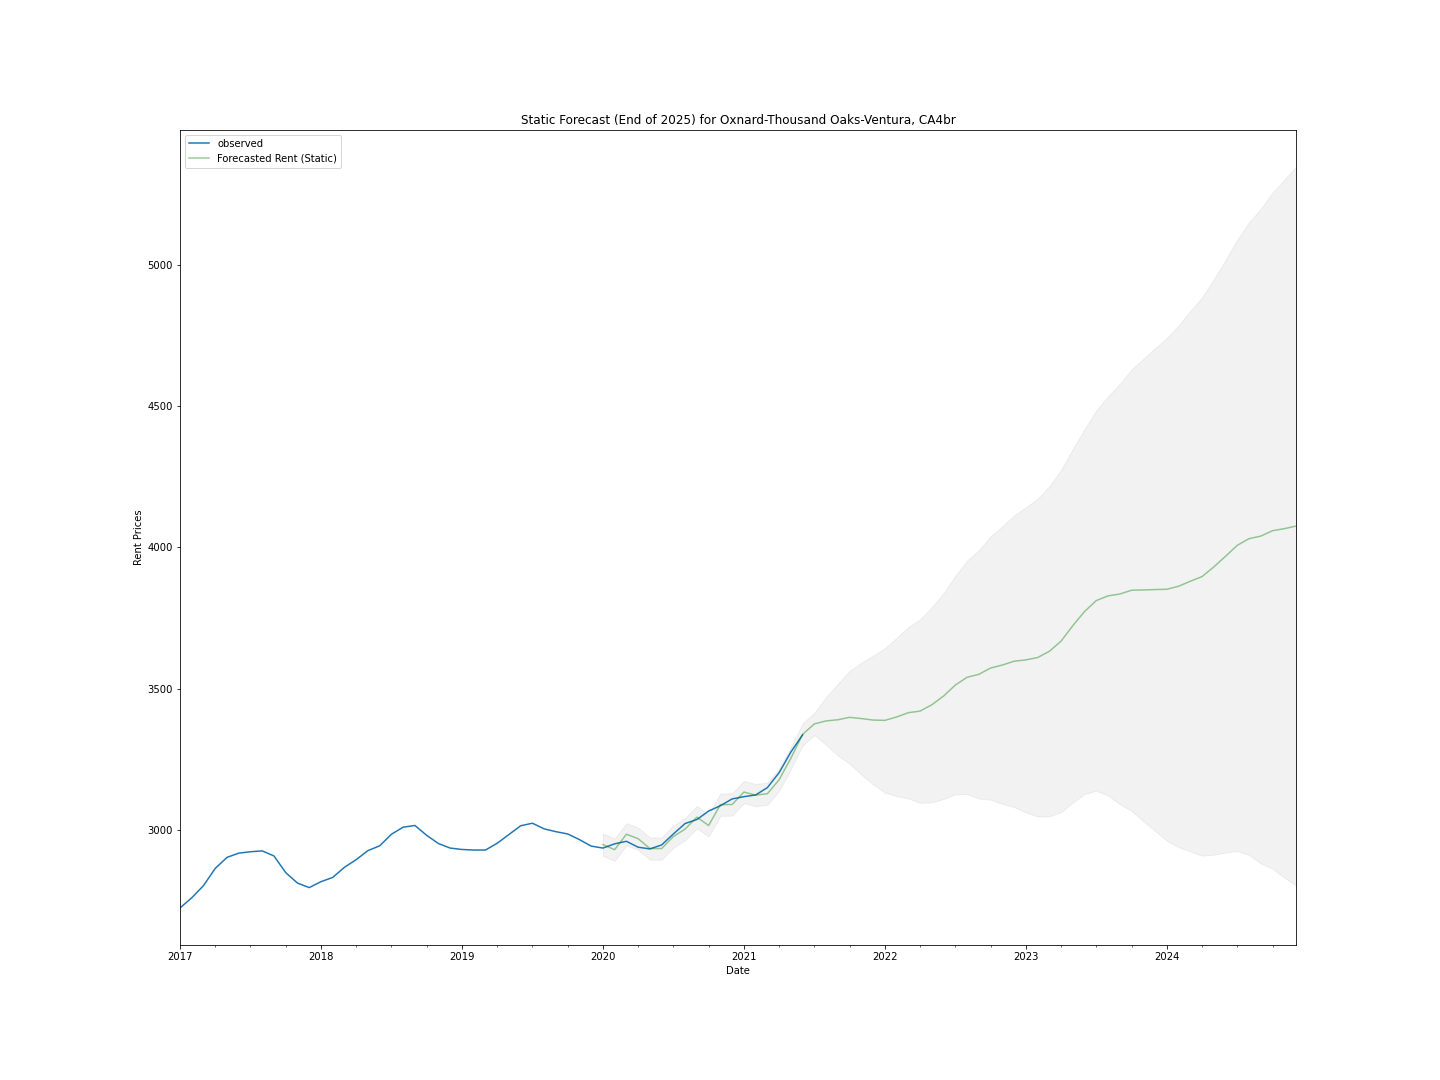 Static Forecast (End of 2025) for Oxnard-Thousand Oaks-Ventura, CA4br
observed
Forecasted Rent (Static)
5000
4500
4000
3500
3000
Rent Prices
2017 2018 2019 2020 2021 2022 2023 2024
Date